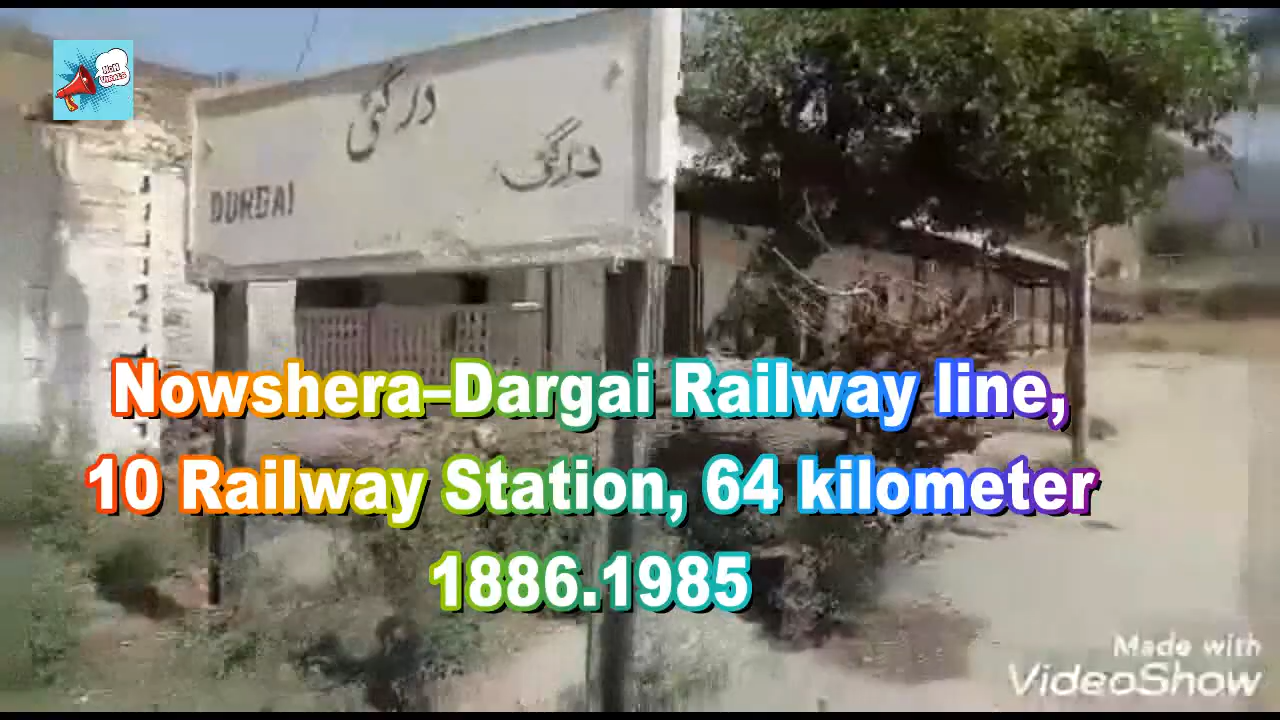 درگئی
درگئی
DURGAI
Nowshera–Dargai Railway line,
10 Railway Station, 64 kilometer
1886.1985
Made with
VideoShow